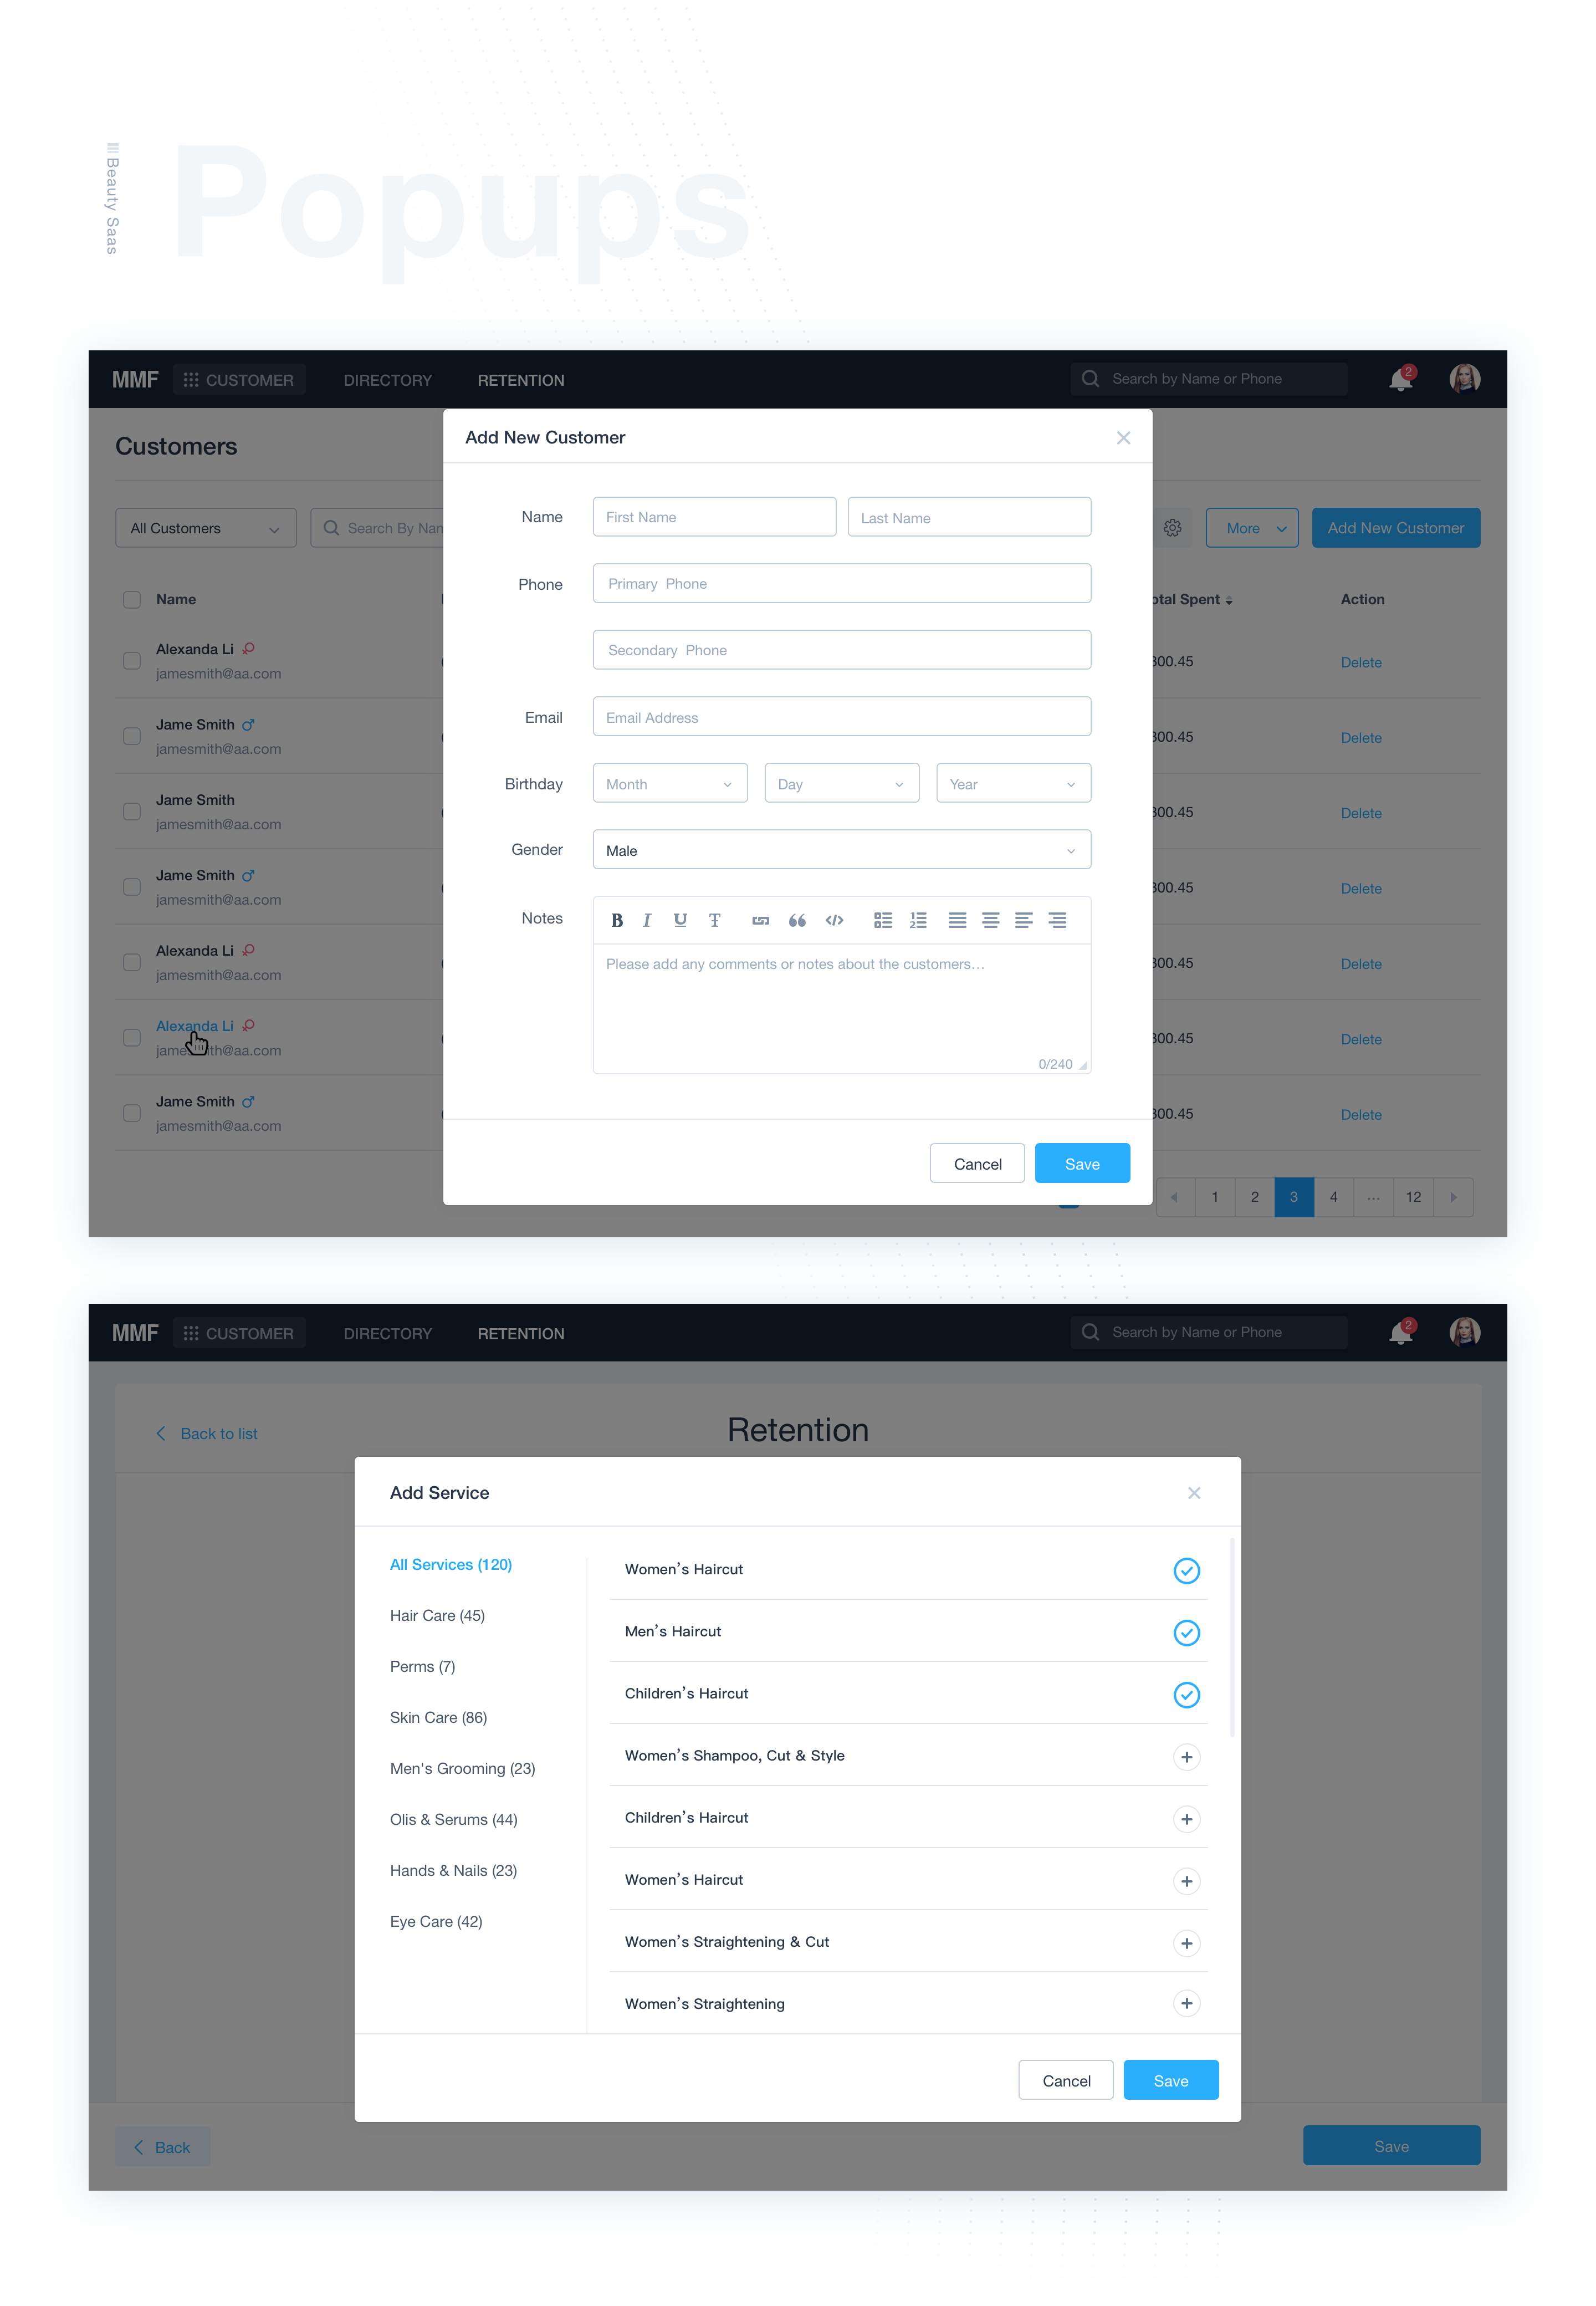 Beauty Saas
Popups
MMF CUSTOMER DIRECTORY RETENTION Search by Name or Phone 2
Customers
Add New Customer
All Customers Search By Nam More Add New Customer
Name First Name Last Name
Phone Primary Phone
Secondary Phone
Email Email Address
Birthday Month Day Year
Gender Male
Notes B I U T
Please add any comments or notes about the customers...
0/240
Cancel Save
Name otal Spent Action
Alexanda Li
jamesmith@aa.com 300.45 Delete
Jame Smith
jamesmith@aa.com 300.45 Delete
Jame Smith
jamesmith@aa.com 300.45 Delete
Jame Smith
jamesmith@aa.com 300.45 Delete
Alexanda Li
jamesmith@aa.com 300.45 Delete
Alexanda Li
jame th@aa.com 300.45 Delete
Jame Smith
jamesmith@aa.com 300.45 Delete
1 2 3 4 ... 12
MMF CUSTOMER DIRECTORY RETENTION Search by Name or Phone 2
Back to list Retention
Add Service
All Services (120)
Hair Care (45)
Perms (7)
Skin Care (86)
Men's Grooming (23)
Olis & Serums (44)
Hands & Nails (23)
Eye Care (42)
Women’s Haircut
Men’s Haircut
Children’s Haircut
Women’s Shampoo, Cut & Style
Children’s Haircut
Women’s Haircut
Women’s Straightening & Cut
Women’s Straightening
Cancel Save
Back Save